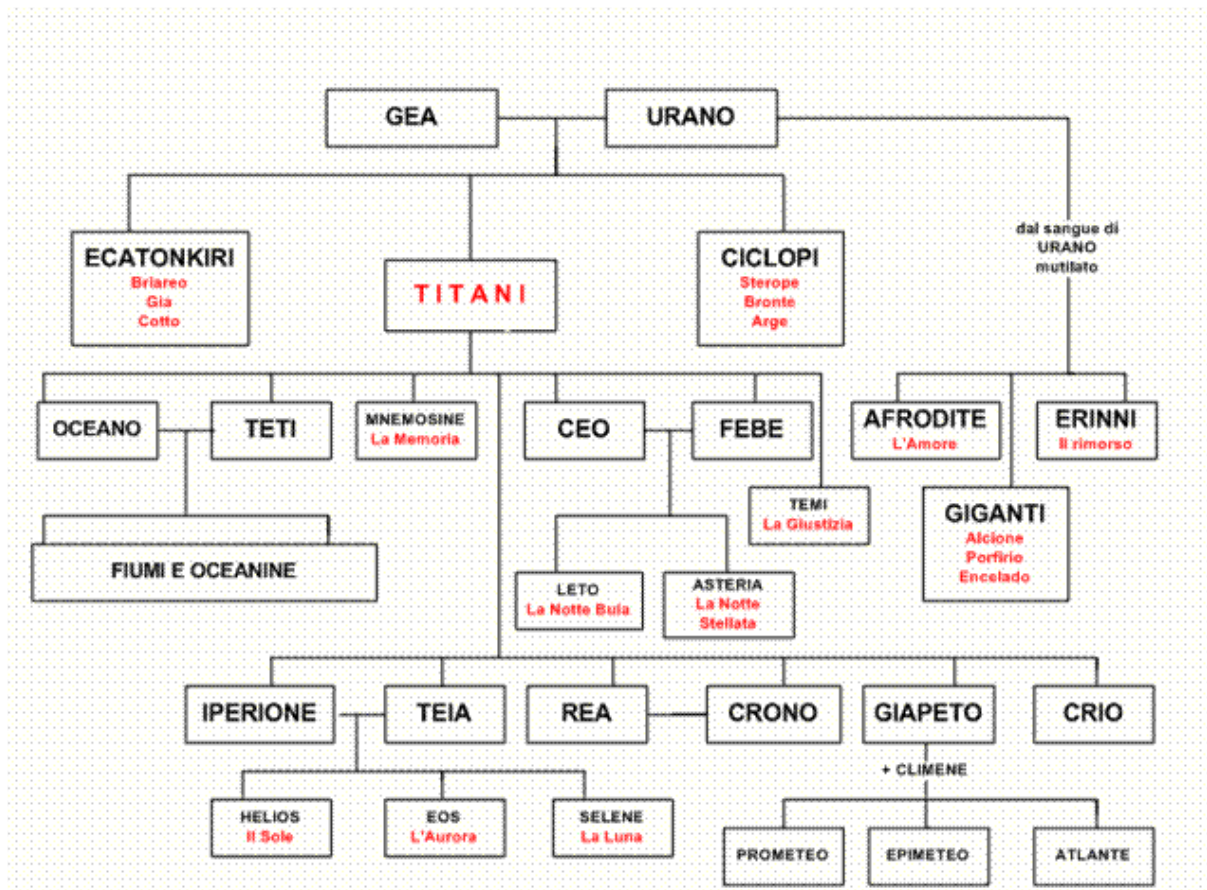 GEA
URANO
dal sangue di
URANO
mutilato
ECATONKIRI
Briareo
Gia
Cotto
TITANI
CICLOPI
Sterope
Bronte
Arge
OCEANO
TETI
MNEMOSINE
La Memoria
CEO
FEBE
AFRODITE
L'Amore
ERINNI
Il rimorso
TEMI
La Giustizia
GIGANTI
Alcione
Porfirio
Encelado
FIUMI E OCEANINE
LETO
La Notte Buia
ASTERIA
La Notte
Stellata
IPERIONE
TEIA
REA
CRONO
GIAPETO
CRIO
+ CLIMENE
HELIOS
Il Sole
EOS
L'Aurora
SELENE
La Luna
PROMETEO
EPIMETEO
ATLANTE